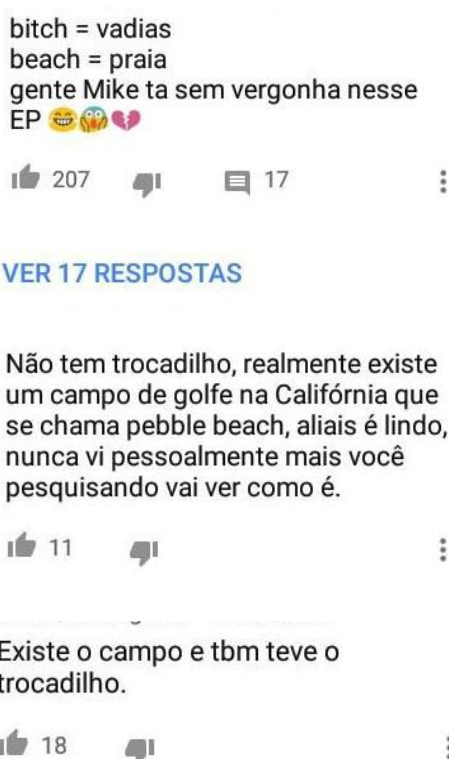 bitch = vadias
beach = praia
gente Mike ta sem vergonha nesse
EP 😂😱💔
207 17
VER 17 RESPOSTAS
Não tem trocadilho, realmente existe
um campo de golfe na Califórnia que
se chama pebble beach, aliais é lindo,
nunca vi pessoalmente mais você
pesquisando vai ver como é.
11
Existe o campo e tbm teve o
trocadilho.
18